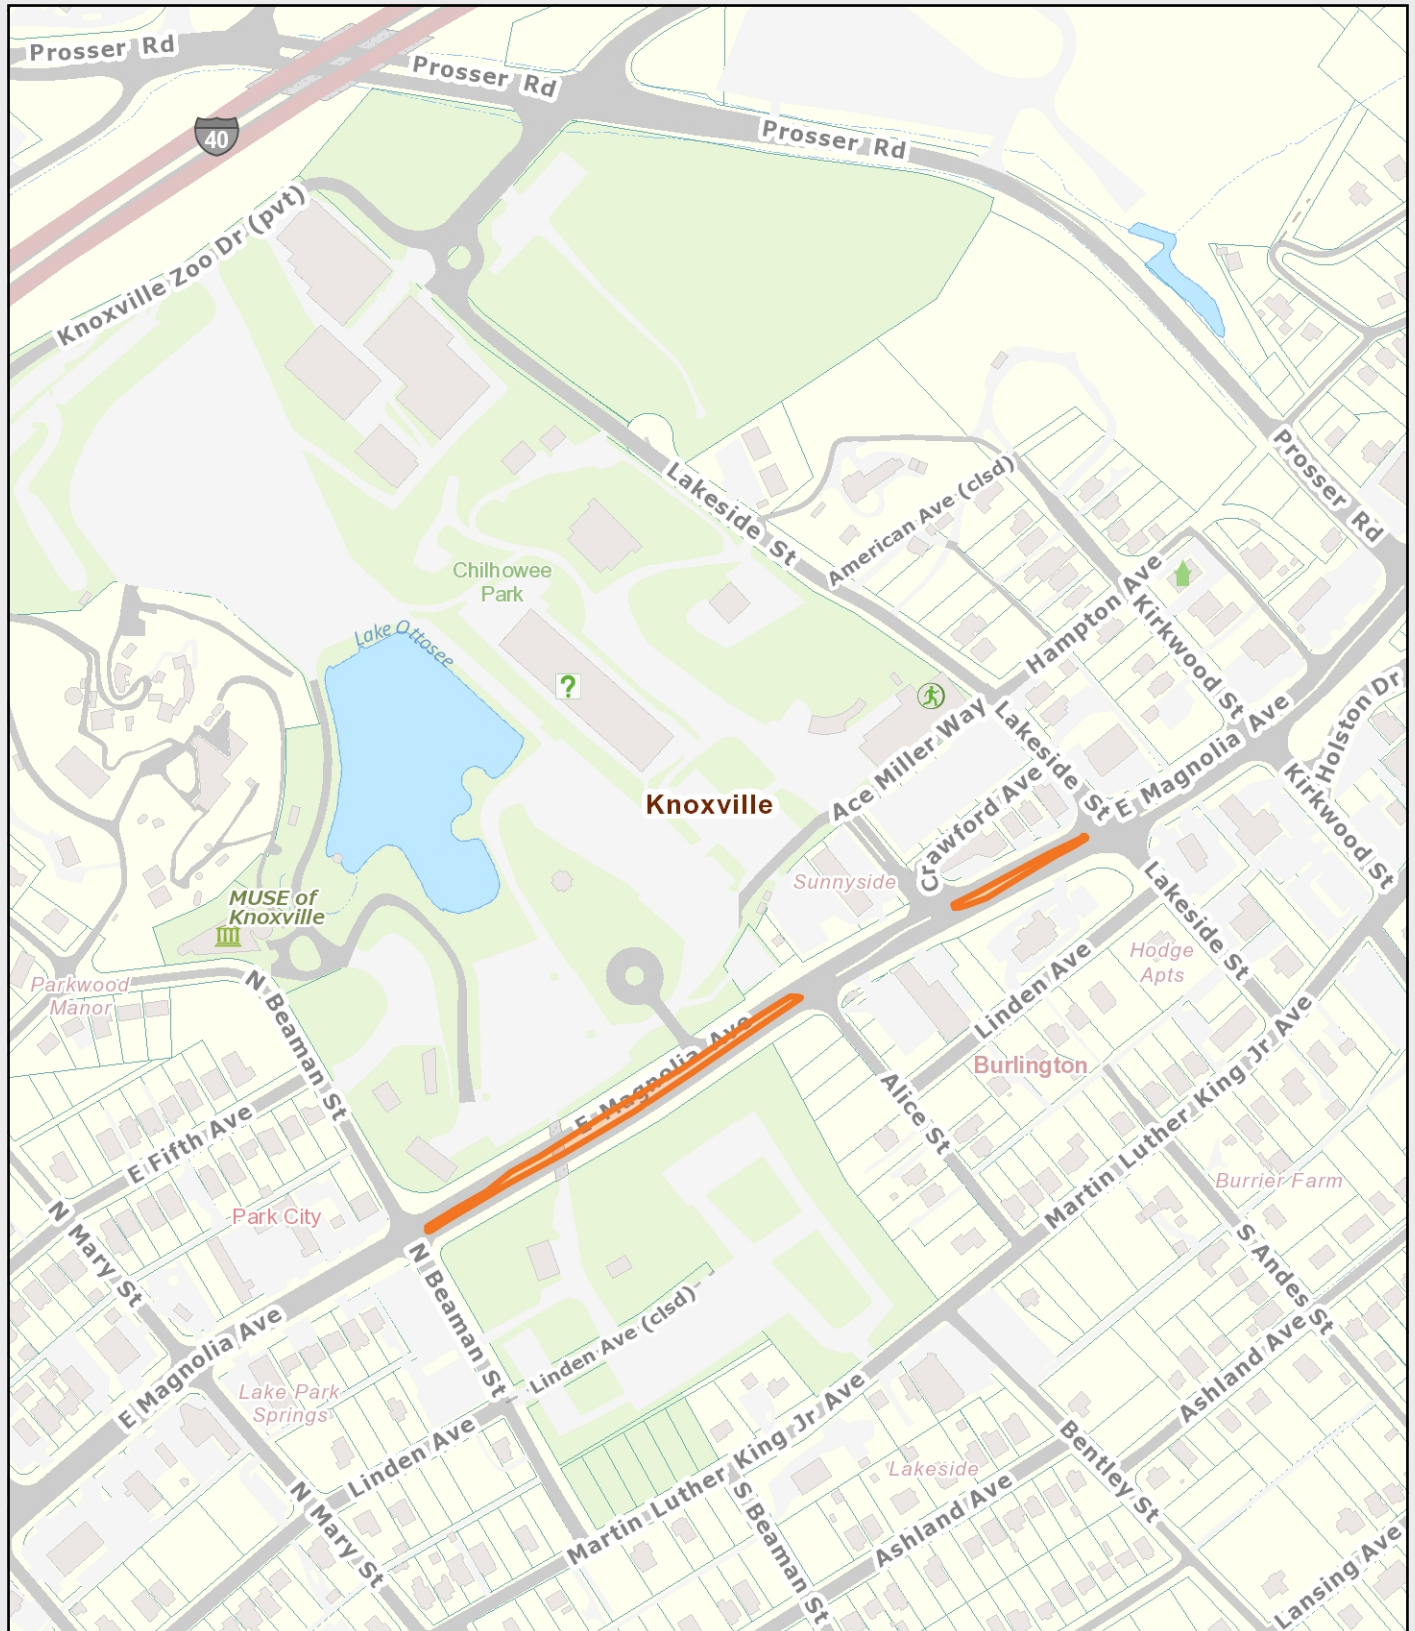 Prosser Rd
Prosser Rd
Prosser Rd
40
Knoxville Zoo Dr (pvt)
Prosser Rd
Lakeside St
American Ave (clsd)
Chilhowee
Park
Hampton Ave
Kirkwood St
Lake Ottosee
?
Holston Dr
Ace Miller Way
Lakeside St
E Magnolia Ave
Knoxville
Crawford Ave
Kirkwood St
Sunnyside
MUSE of
Knoxville
Lakeside St
Hodge
Apts
Linden Ave
Parkwood
Manor
N Beaman St
E Magnolia Ave
Burlington
Martin Luther King Jr Ave
Alice St
E Fifth Ave
Burrier Farm
N Mary St
Park City
S Andes St
N Beaman St
Linden Ave (clsd)
E Magnolia Ave
Ashland Ave
Lake Park
Springs
Linden Ave
Martin Luther King Jr Ave
Lakeside
Bentley St
N Mary St
S Beaman St
Ashland Ave
Lansing Ave